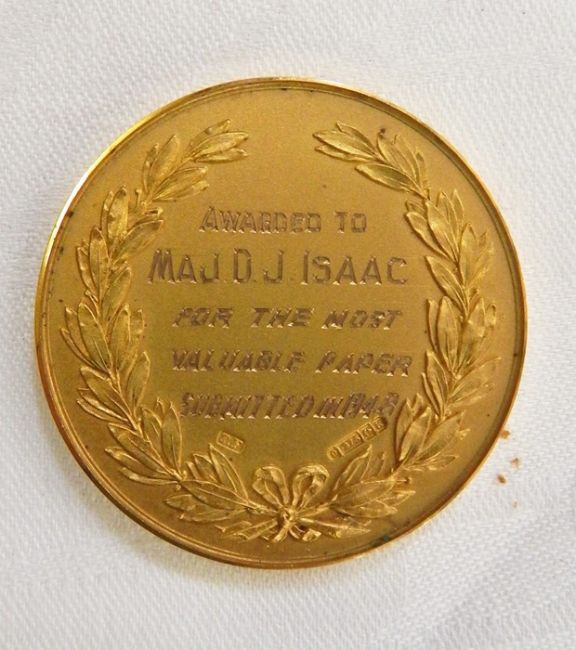 AWARDED TO
MAJ D. J. ISAAC
FOR THE MOST
VALUABLE PAPER
SUBMITTED IN 1948